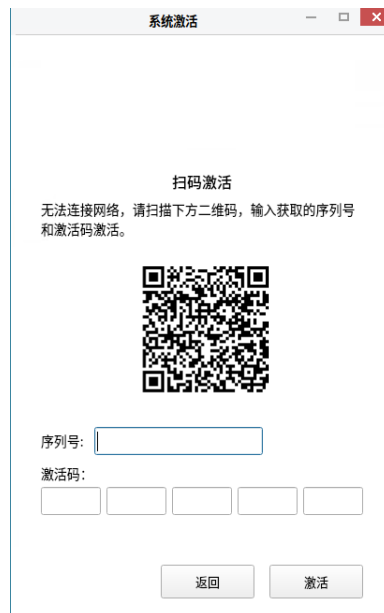 系统激活
扫码激活
无法连接网络，请扫描下方二维码，输入获取的序列号
和激活码激活。
序列号:
激活码:
返回
激活